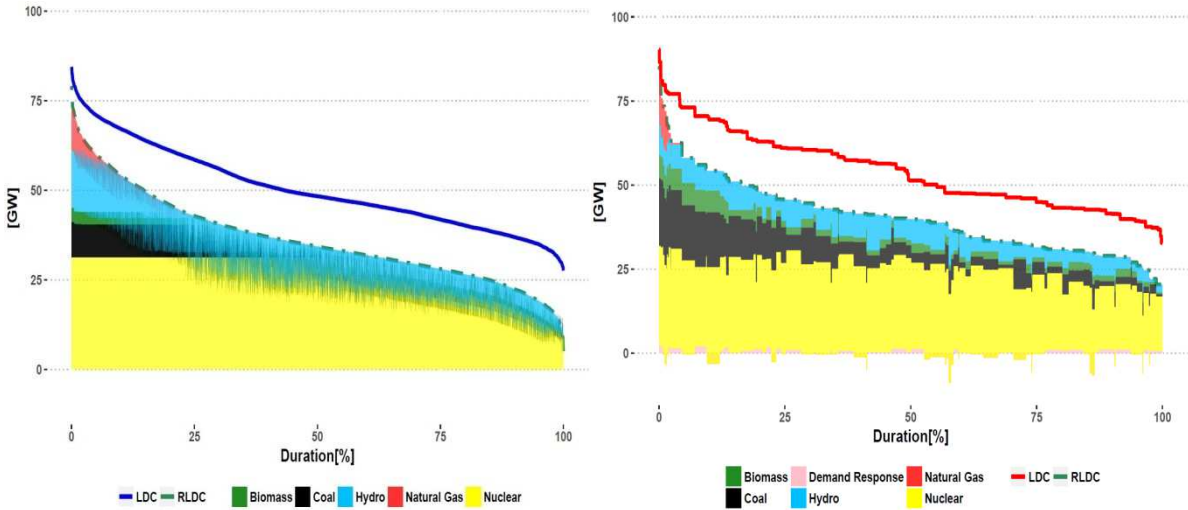 100
75
50
25
0
[GW]
0 25 50 75 100
Duration[%]
LDC RLDC Biomass Coal Hydro Natural Gas Nuclear
100
75
50
25
0
[GW]
0 25 50 75 100
Duration[%]
Biomass Demand Response Natural Gas LDC RLDC
Coal Hydro Nuclear